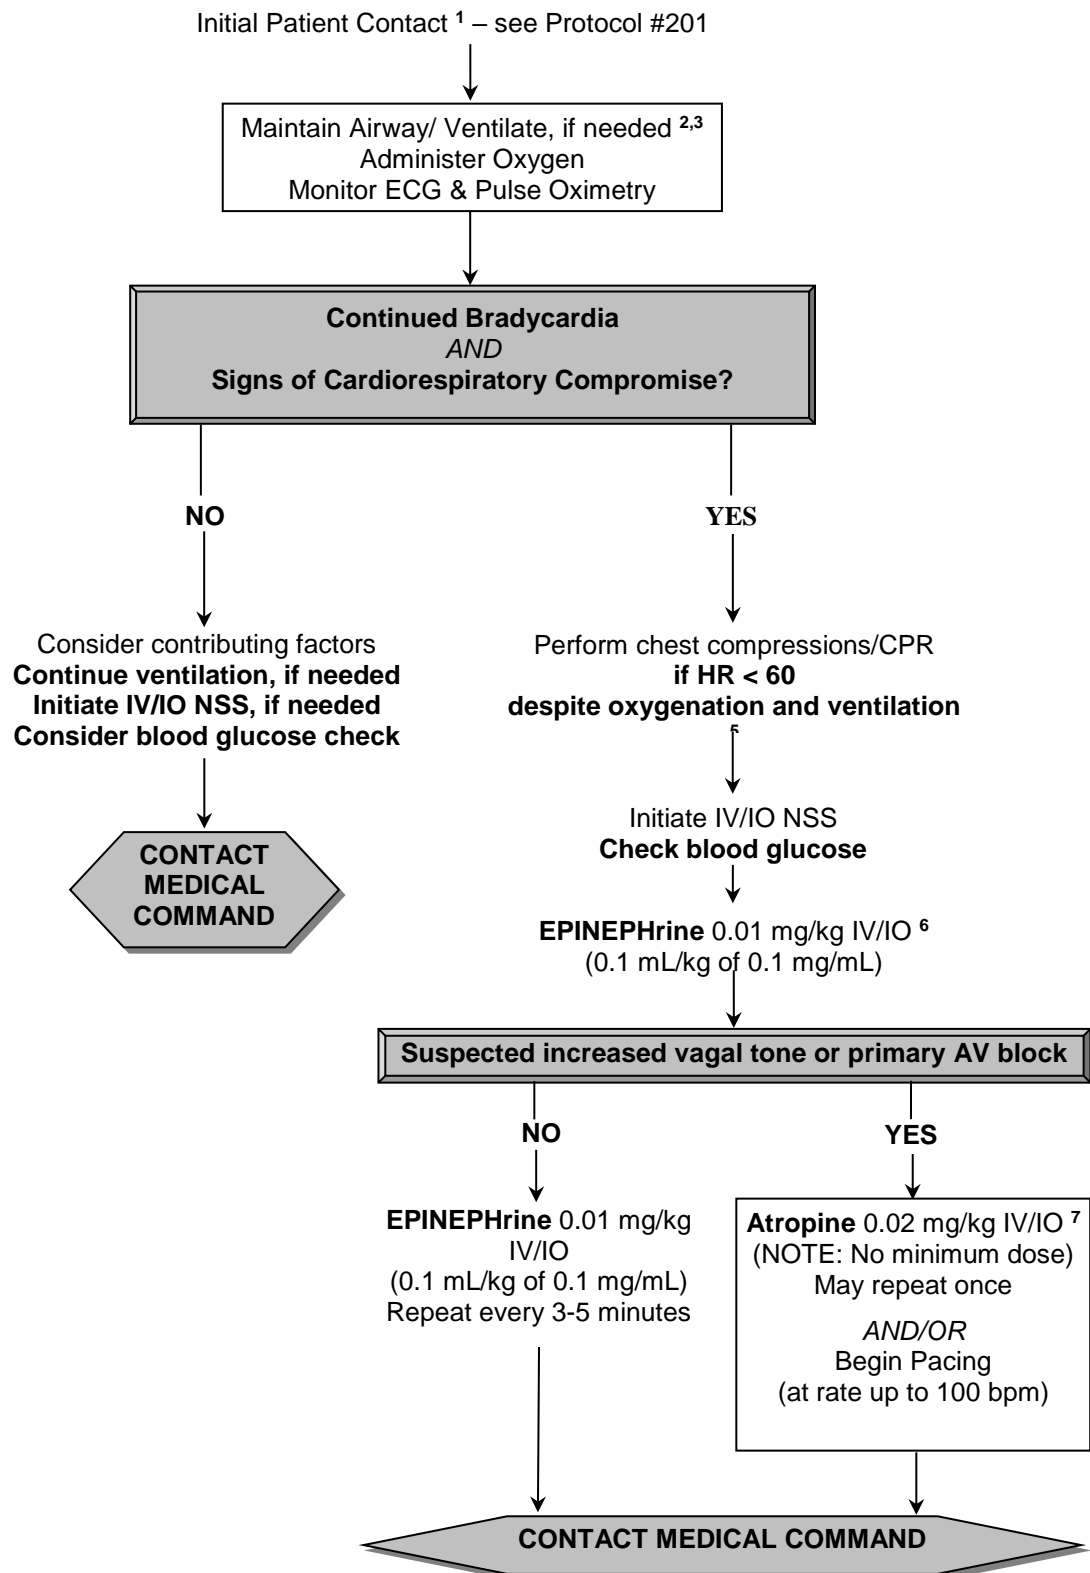 Initial Patient Contact ¹ – see Protocol #201
Maintain Airway/ Ventilate, if needed ²,³
Administer Oxygen
Monitor ECG & Pulse Oximetry
Continued Bradycardia
AND
Signs of Cardiorespiratory Compromise?
NO
Consider contributing factors
Continue ventilation, if needed
Initiate IV/IO NSS, if needed
Consider blood glucose check
CONTACT
MEDICAL
COMMAND
YES
Perform chest compressions/CPR
if HR < 60
despite oxygenation and ventilation
5
Initiate IV/IO NSS
Check blood glucose
EPINEPHrine 0.01 mg/kg IV/IO ⁶
(0.1 mL/kg of 0.1 mg/mL)
Suspected increased vagal tone or primary AV block
NO
EPINEPHrine 0.01 mg/kg
IV/IO
(0.1 mL/kg of 0.1 mg/mL)
Repeat every 3-5 minutes
YES
Atropine 0.02 mg/kg IV/IO ⁷
(NOTE: No minimum dose)
May repeat once
AND/OR
Begin Pacing
(at rate up to 100 bpm)
CONTACT MEDICAL COMMAND